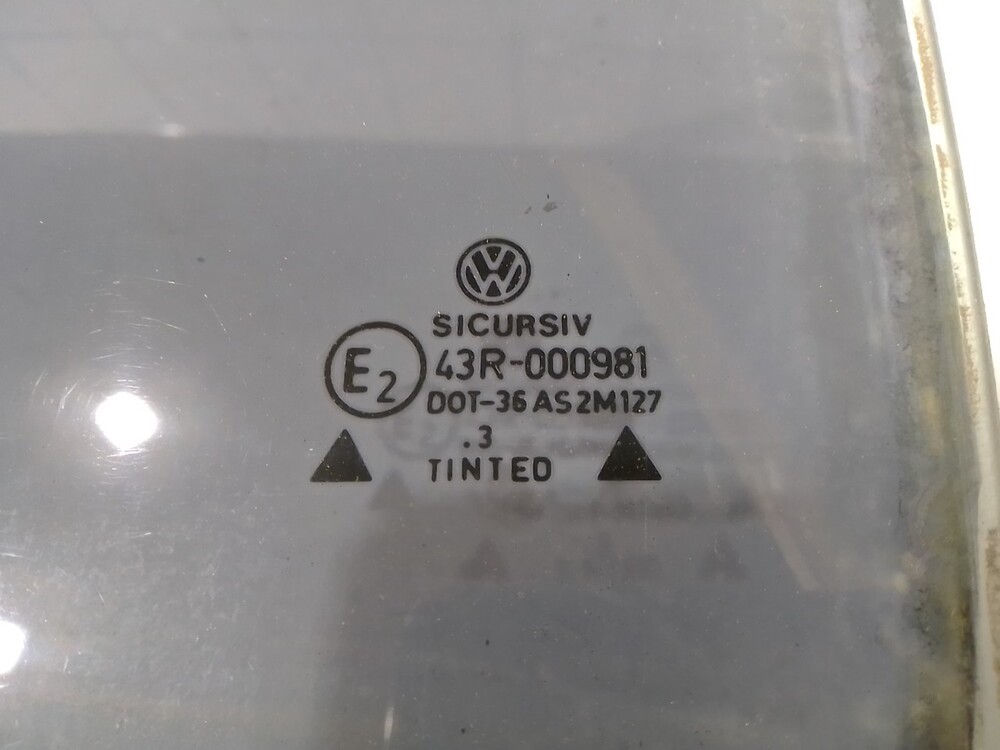 SICURSIV
E2 43R-000981
DOT-36 AS2M127
.3
TINTED